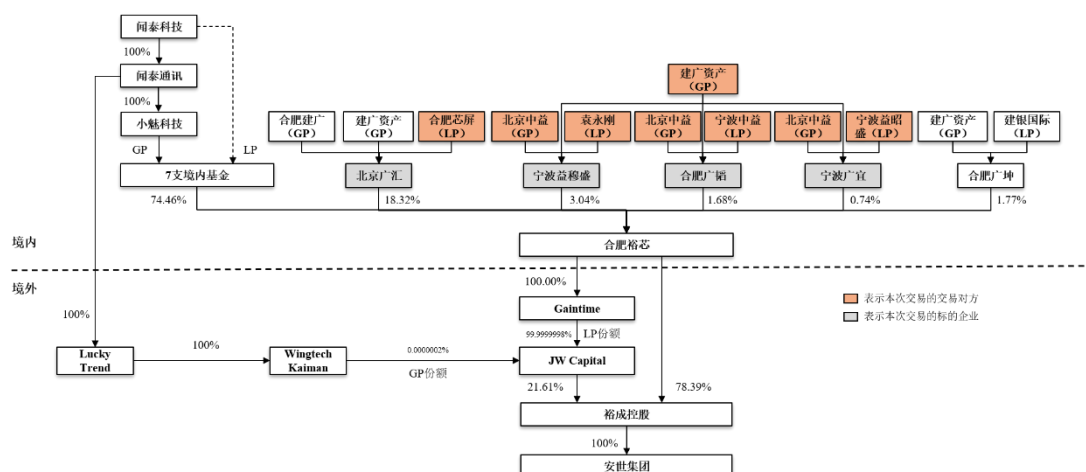 闻泰科技
100%
闻泰通讯
100%
小魅科技
GP
LP
7支境内基金
合肥建广
（GP）
建广资产
（GP）
合肥芯屏
（LP）
北京广汇
建广资产
（GP）
北京中益
（GP）
袁永刚
（LP）
宁波益穆盛
北京中益
（GP）
宁波中益
（LP）
合肥广韬
北京中益
（GP）
宁波益昭
盛（LP）
宁波广宜
建广资产
（GP）
建银国际
（LP）
合肥广坤
74.46%
18.32%
3.04%
1.68%
0.74%
1.77%
合肥裕芯
境内
境外
100.00%
Gaintime
99.9999998%
LP份额
100%
Lucky
Trend
100%
Wingtech
Kaiman
0.0000002%
GP份额
JW Capital
21.61%
78.39%
裕成控股
100%
安世集团
表示本次交易的交易对方
表示本次交易的标的企业